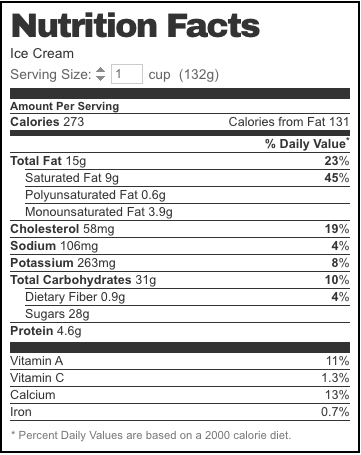 Nutrition Facts
Ice Cream
Serving Size: 1 cup (132g)
Amount Per Serving
Calories 273 Calories from Fat 131
% Daily Value*
Total Fat 15g 23%
Saturated Fat 9g 45%
Polyunsaturated Fat 0.6g
Monounsaturated Fat 3.9g
Cholesterol 58mg 19%
Sodium 106mg 4%
Potassium 263mg 8%
Total Carbohydrates 31g 10%
Dietary Fiber 0.9g 4%
Sugars 28g
Protein 4.6g
Vitamin A 11%
Vitamin C 1.3%
Calcium 13%
Iron 0.7%
* Percent Daily Values are based on a 2000 calorie diet.